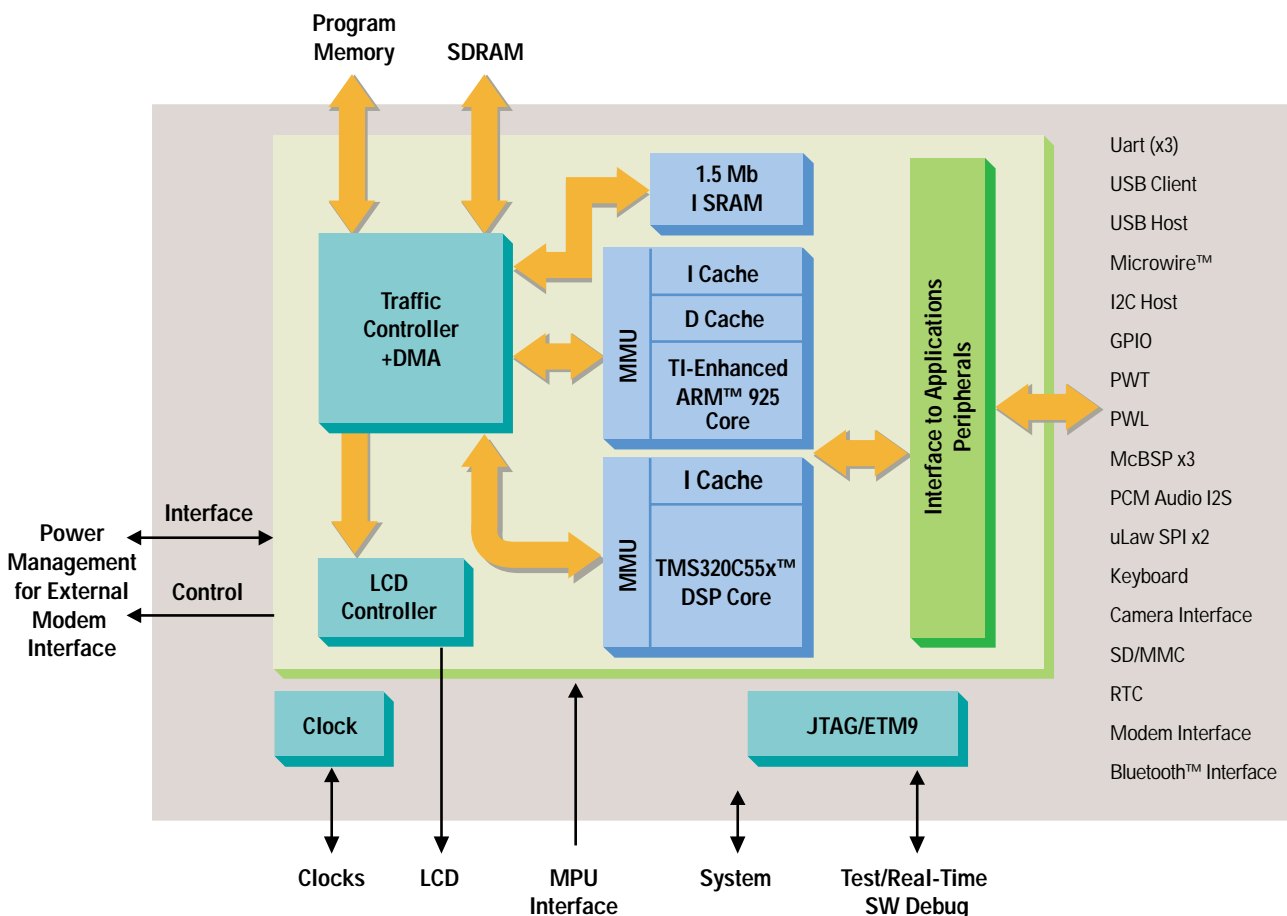 Program
Memory
SDRAM
1.5 Mb
I SRAM
Traffic
Controller
+DMA
MMU
I Cache
D Cache
TI-Enhanced
ARM™ 925
Core
MMU
I Cache
TMS320C55x™
DSP Core
Interface to Applications
Peripherals
LCD
Controller
Interface
Control
Power
Management
for External
Modem
Interface
Clock
JTAG/ETM9
Uart (x3)
USB Client
USB Host
Microwire™
I2C Host
GPIO
PWT
PWL
McBSP x3
PCM Audio I2S
uLaw SPI x2
Keyboard
Camera Interface
SD/MMC
RTC
Modem Interface
Bluetooth™ Interface
Clocks
LCD
MPU
Interface
System
Test/Real-Time
SW Debug